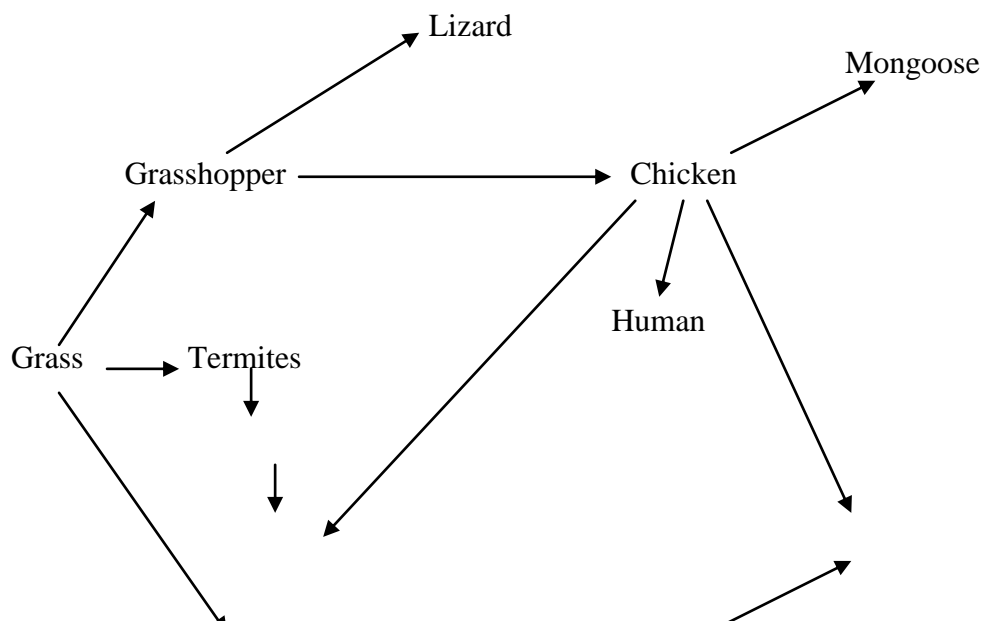 Lizard
Mongoose
Grasshopper
Chicken
Human
Grass
Termites